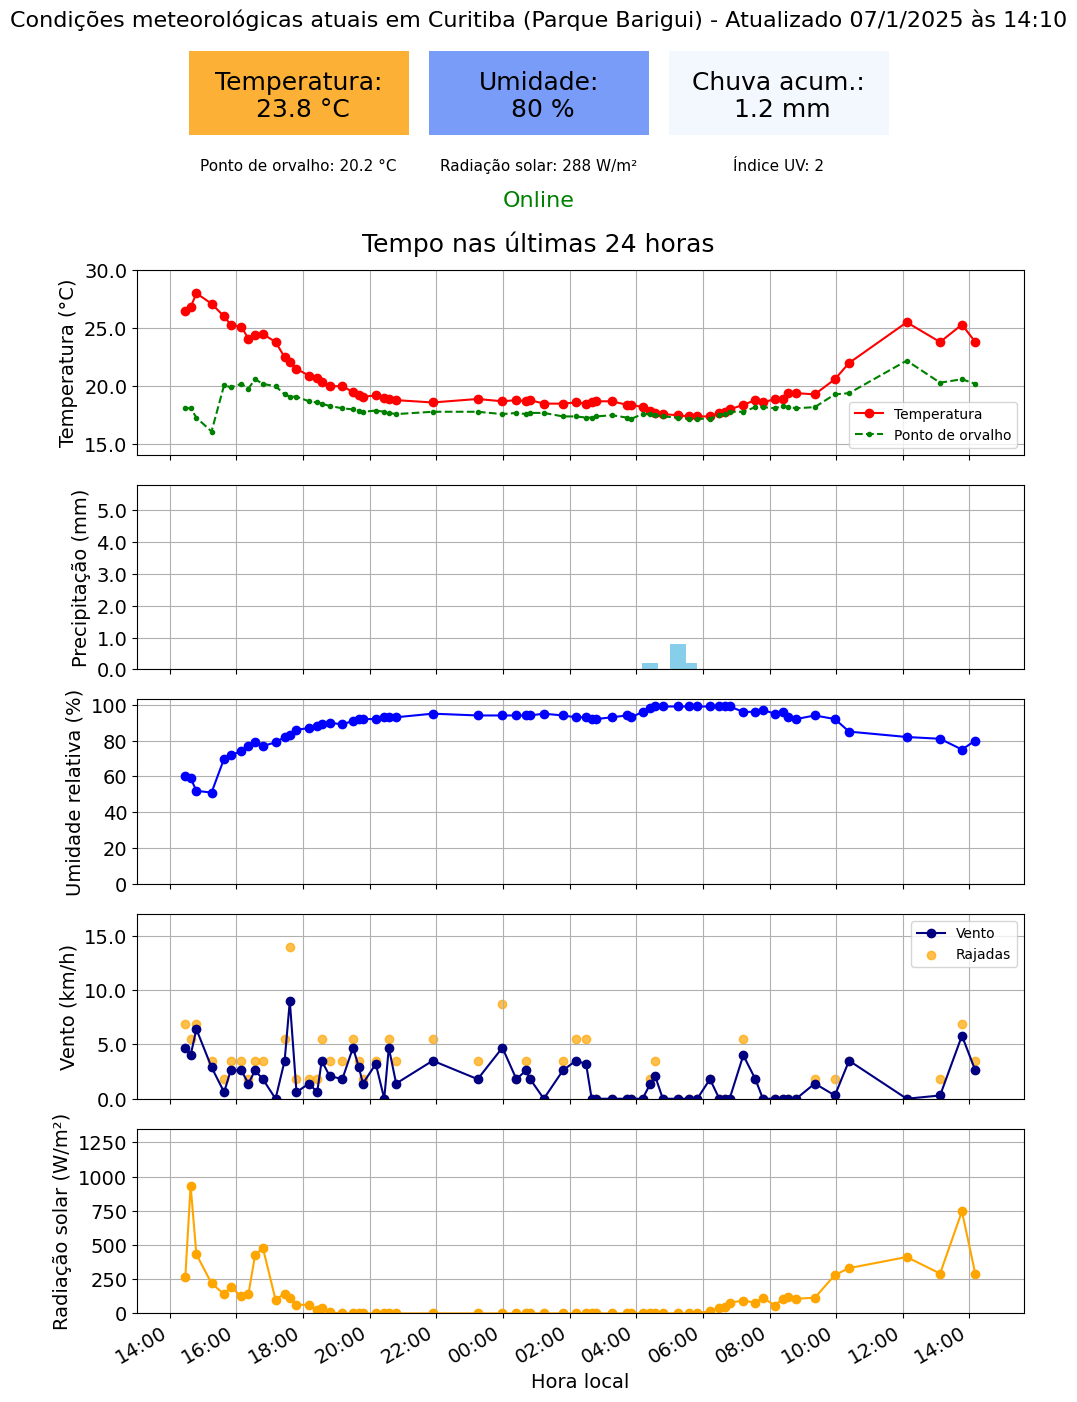 Condições meteorológicas atuais em Curitiba (Parque Barigui) - Atualizado 07/1/2025 às 14:10
Temperatura:
23.8 °C
Umidade:
80 %
Chuva acum.:
1.2 mm
Ponto de orvalho: 20.2 °C
Radiação solar: 288 W/m²
Índice UV: 2
Online
Tempo nas últimas 24 horas
Temperatura (°C)
30.0
25.0
20.0
15.0
Temperatura
Ponto de orvalho
Precipitação (mm)
5.0
4.0
3.0
2.0
1.0
0.0
Umidade relativa (%)
100
80
60
40
20
0
Vento (km/h)
15.0
10.0
5.0
0.0
Vento
Rajadas
Radiação solar (W/m²)
1250
1000
750
500
250
0
14:00
16:00
18:00
20:00
22:00
00:00
02:00
04:00
06:00
08:00
10:00
12:00
14:00
Hora local